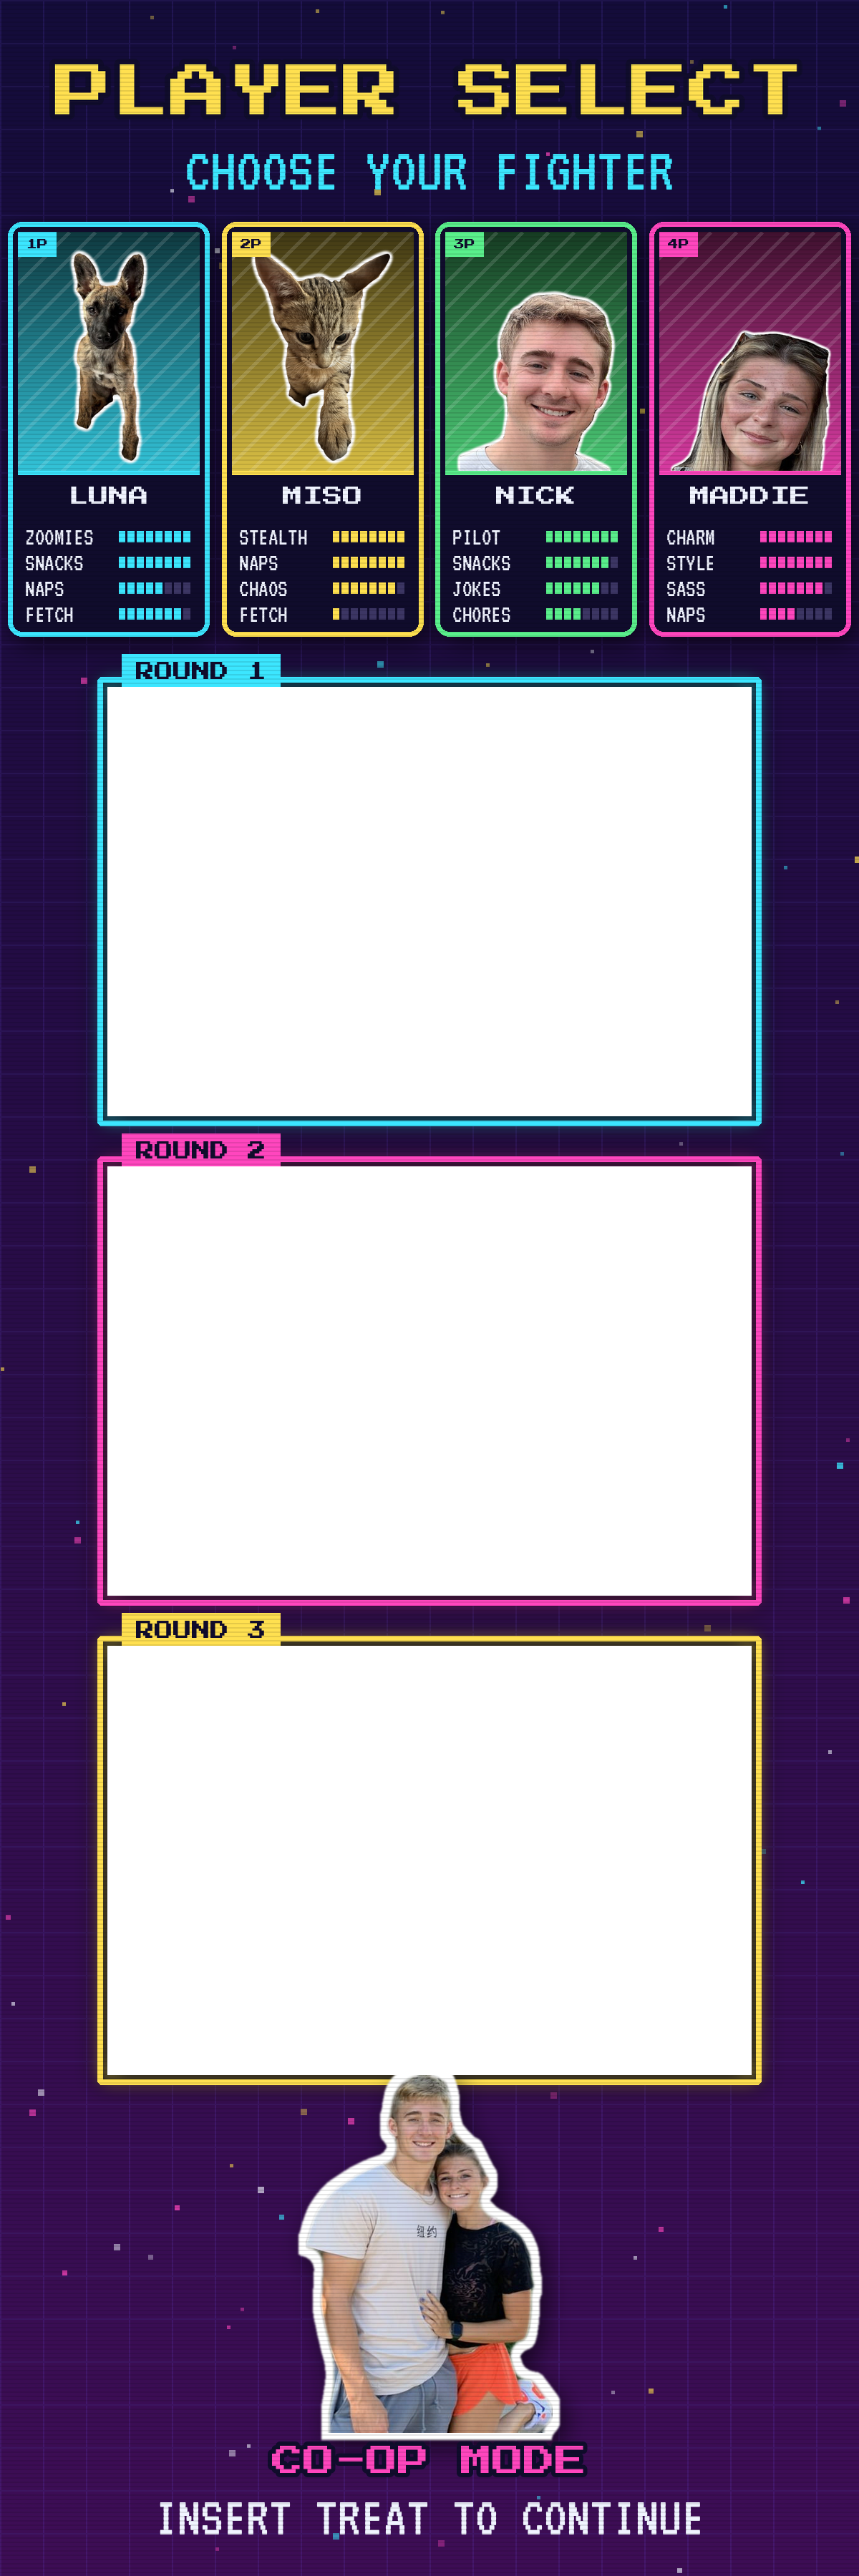 PLAYER SELECT
CHOOSE YOUR FIGHTER
1P
LUNA
ZOOMIES
SNACKS
NAPS
FETCH
2P
MISO
STEALTH
NAPS
CHAOS
FETCH
3P
NICK
PILOT
SNACKS
JOKES
CHORES
4P
MADDIE
CHARM
STYLE
SASS
NAPS
ROUND 1
ROUND 2
ROUND 3
纽约
CO-OP MODE
INSERT TREAT TO CONTINUE